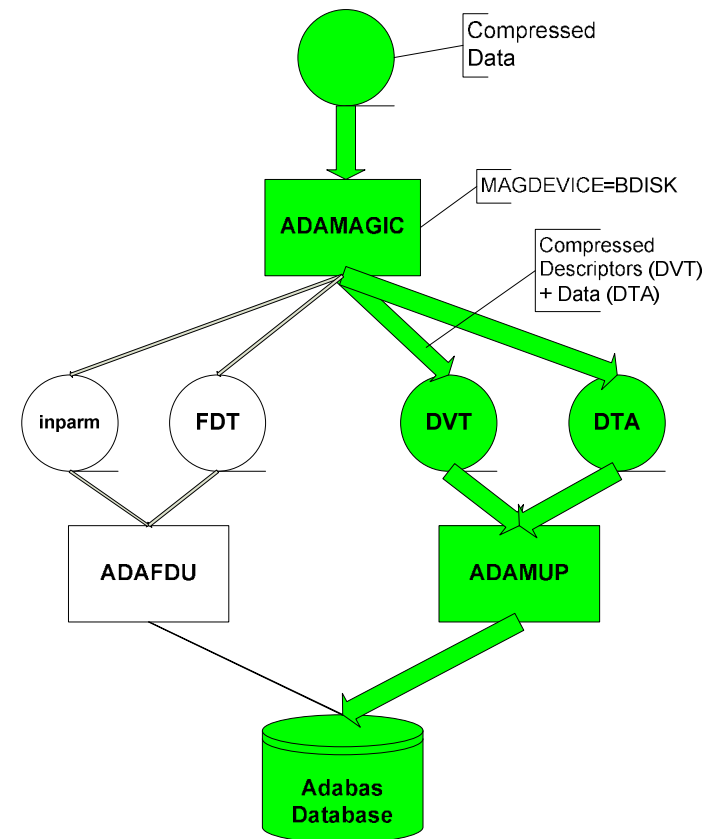 Compressed
Data
ADAMAGIC
MAGDEVICE=BDISK
Compressed
Descriptors (DVT)
+ Data (DTA)
inparm
FDT
DVT
DTA
ADAFDU
ADAMUP
Adabas
Database